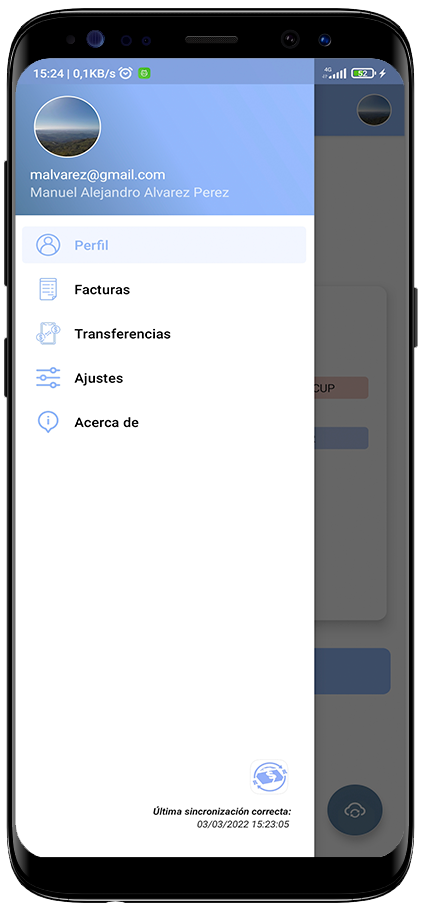 15:24 | 0,1KB/s
4G
52
malvarez@gmail.com
Manuel Alejandro Alvarez Perez
Perfil
Facturas
Transferencias
CUP
Ajustes
Acerca de
Última sincronización correcta:
03/03/2022 15:23:05